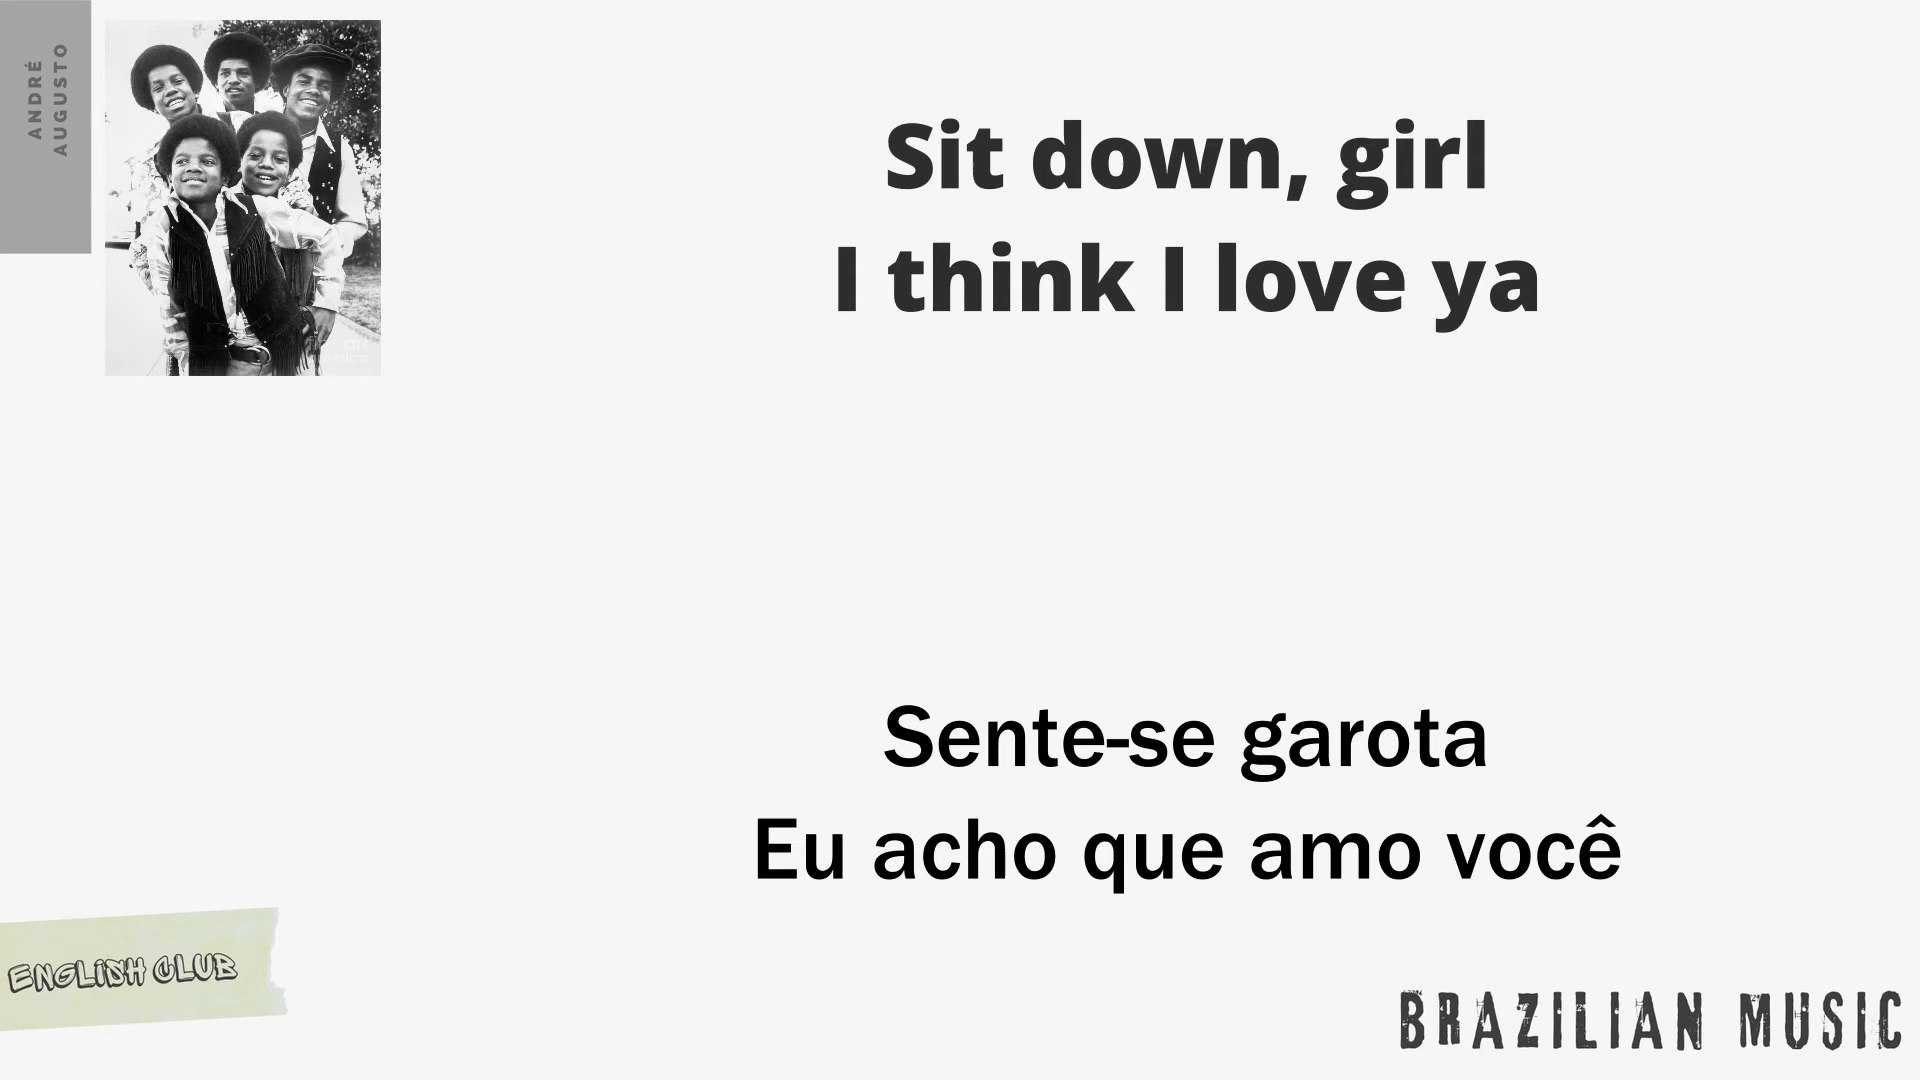 ANDRÉ
AUGUSTO
Sit down, girl
I think I love ya
Sente-se garota
Eu acho que amo você
ENGLISH CLUB
BRAZILIAN MUSIC